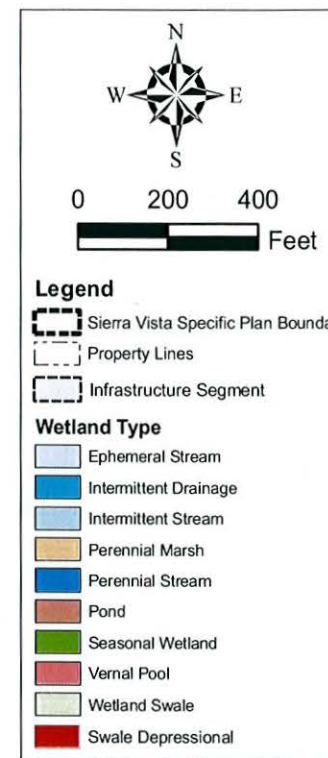 N
W E
S
0 200 400
Feet
Legend
Sierra Vista Specific Plan Bounda
Property Lines
Infrastructure Segment
Wetland Type
Ephemeral Stream
Intermittent Drainage
Intermittent Stream
Perennial Marsh
Perennial Stream
Pond
Seasonal Wetland
Vernal Pool
Wetland Swale
Swale Depressional